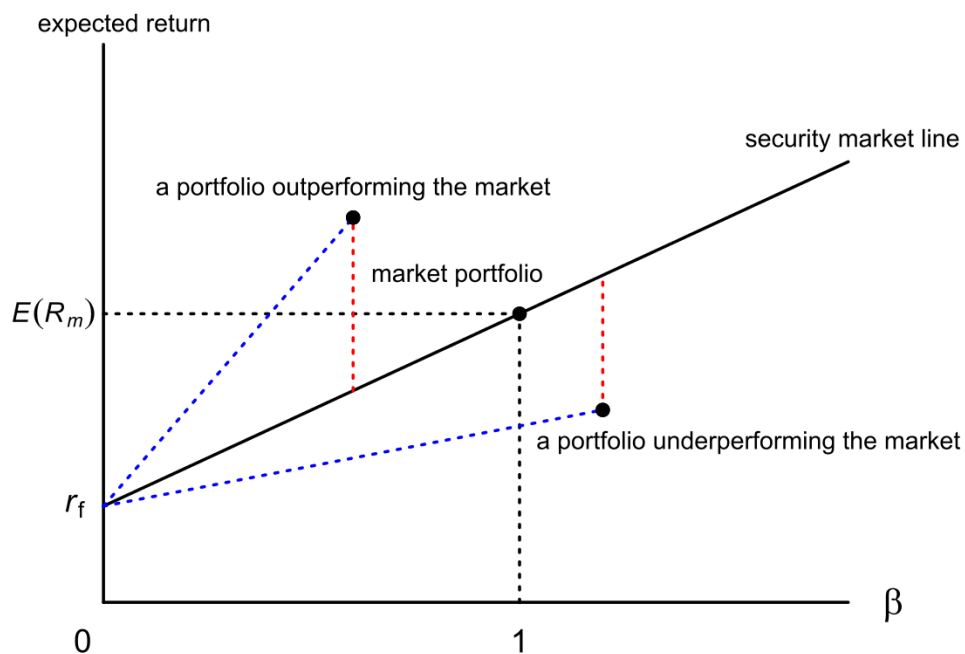 expected return
security market line
a portfolio outperforming the market
market portfolio
E(Rm)
a portfolio underperforming the market
rf
β
0
1